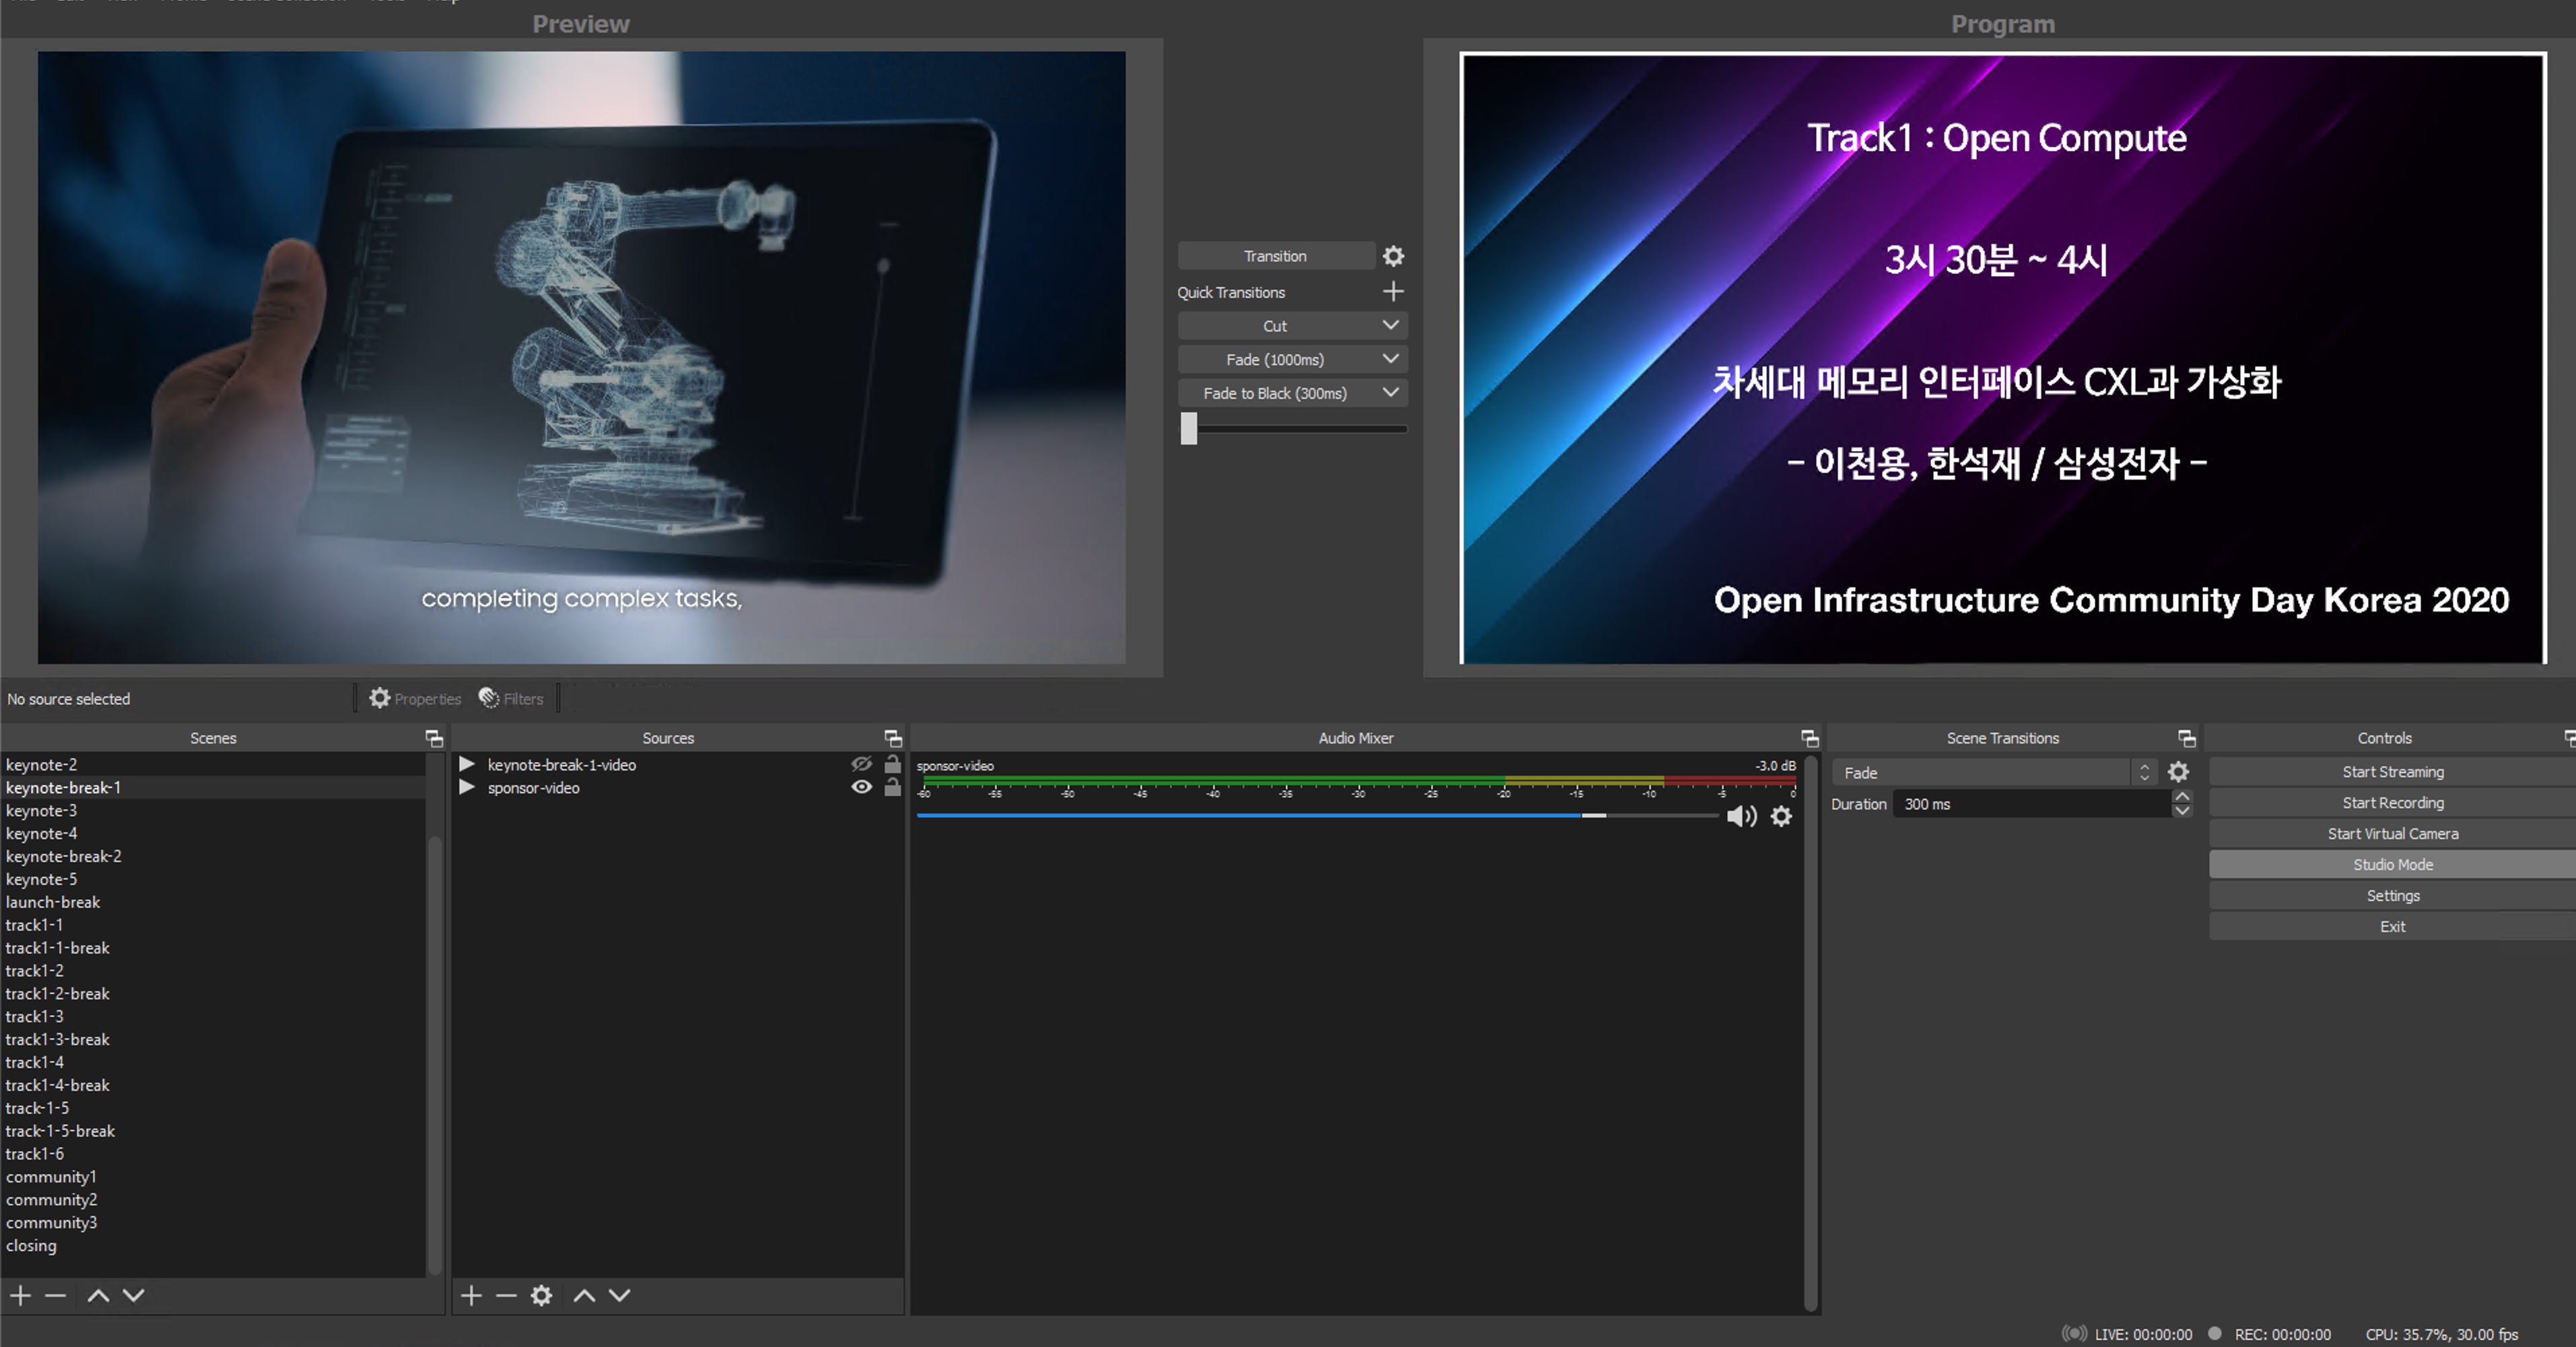 Preview
Program
completing complex tasks,
Transition
Quick Transitions
Cut
Fade (1000ms)
Fade to Black (300ms)
Track1 : Open Compute
3시 30분 ~ 4시
차세대 메모리 인터페이스 CXL과 가상화
- 이천용, 한석재 / 삼성전자 -
Open Infrastructure Community Day Korea 2020
No source selected
Properties
Filters
Scenes
keynote-2
keynote-break-1
keynote-3
keynote-4
keynote-break-2
keynote-5
launch-break
track1-1
track1-1-break
track1-2
track1-2-break
track1-3
track1-3-break
track1-4
track1-4-break
track-1-5
track-1-5-break
track1-6
community1
community2
community3
closing
Sources
keynote-break-1-video
sponsor-video
Audio Mixer
sponsor-video -3.0 dB
-60 -55 -50 -45 -40 -35 -30 -25 -20 -15 -10 -5 0
Scene Transitions
Fade
Duration 300 ms
Controls
Start Streaming
Start Recording
Start Virtual Camera
Studio Mode
Settings
Exit
LIVE: 00:00:00 REC: 00:00:00 CPU: 35.7%, 30.00 fps